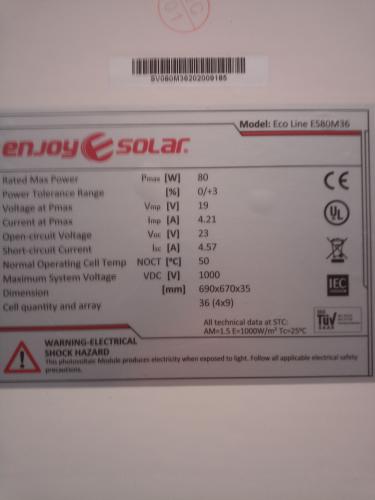 C
01
SV080M36202009185
Model: Eco Line ES80M36
enjoy solar.
Rated Max Power Pmax [W] 80
Power Tolerance Range [%] 0/+3
Voltage at Pmax Vmp [V] 19
Current at Pmax Imp [A] 4.21
Open-circuit Voltage Voc [V] 23
Short-circuit Current Isc [A] 4.57
Normal Operating Cell Temp NOCT [°C] 50
Maximum System Voltage VDC [V] 1000
Dimension [mm] 690x670x35
Cell quantity and array 36 (4x9)
CE
UL
IEC
TÜV
All technical data at STC:
AM=1.5 E=1000W/m² Tc=25°C
WARNING-ELECTRICAL
SHOCK HAZARD
This photovoltaic Module produces electricity when exposed to light. Follow all applicable electrical safety
precautions.